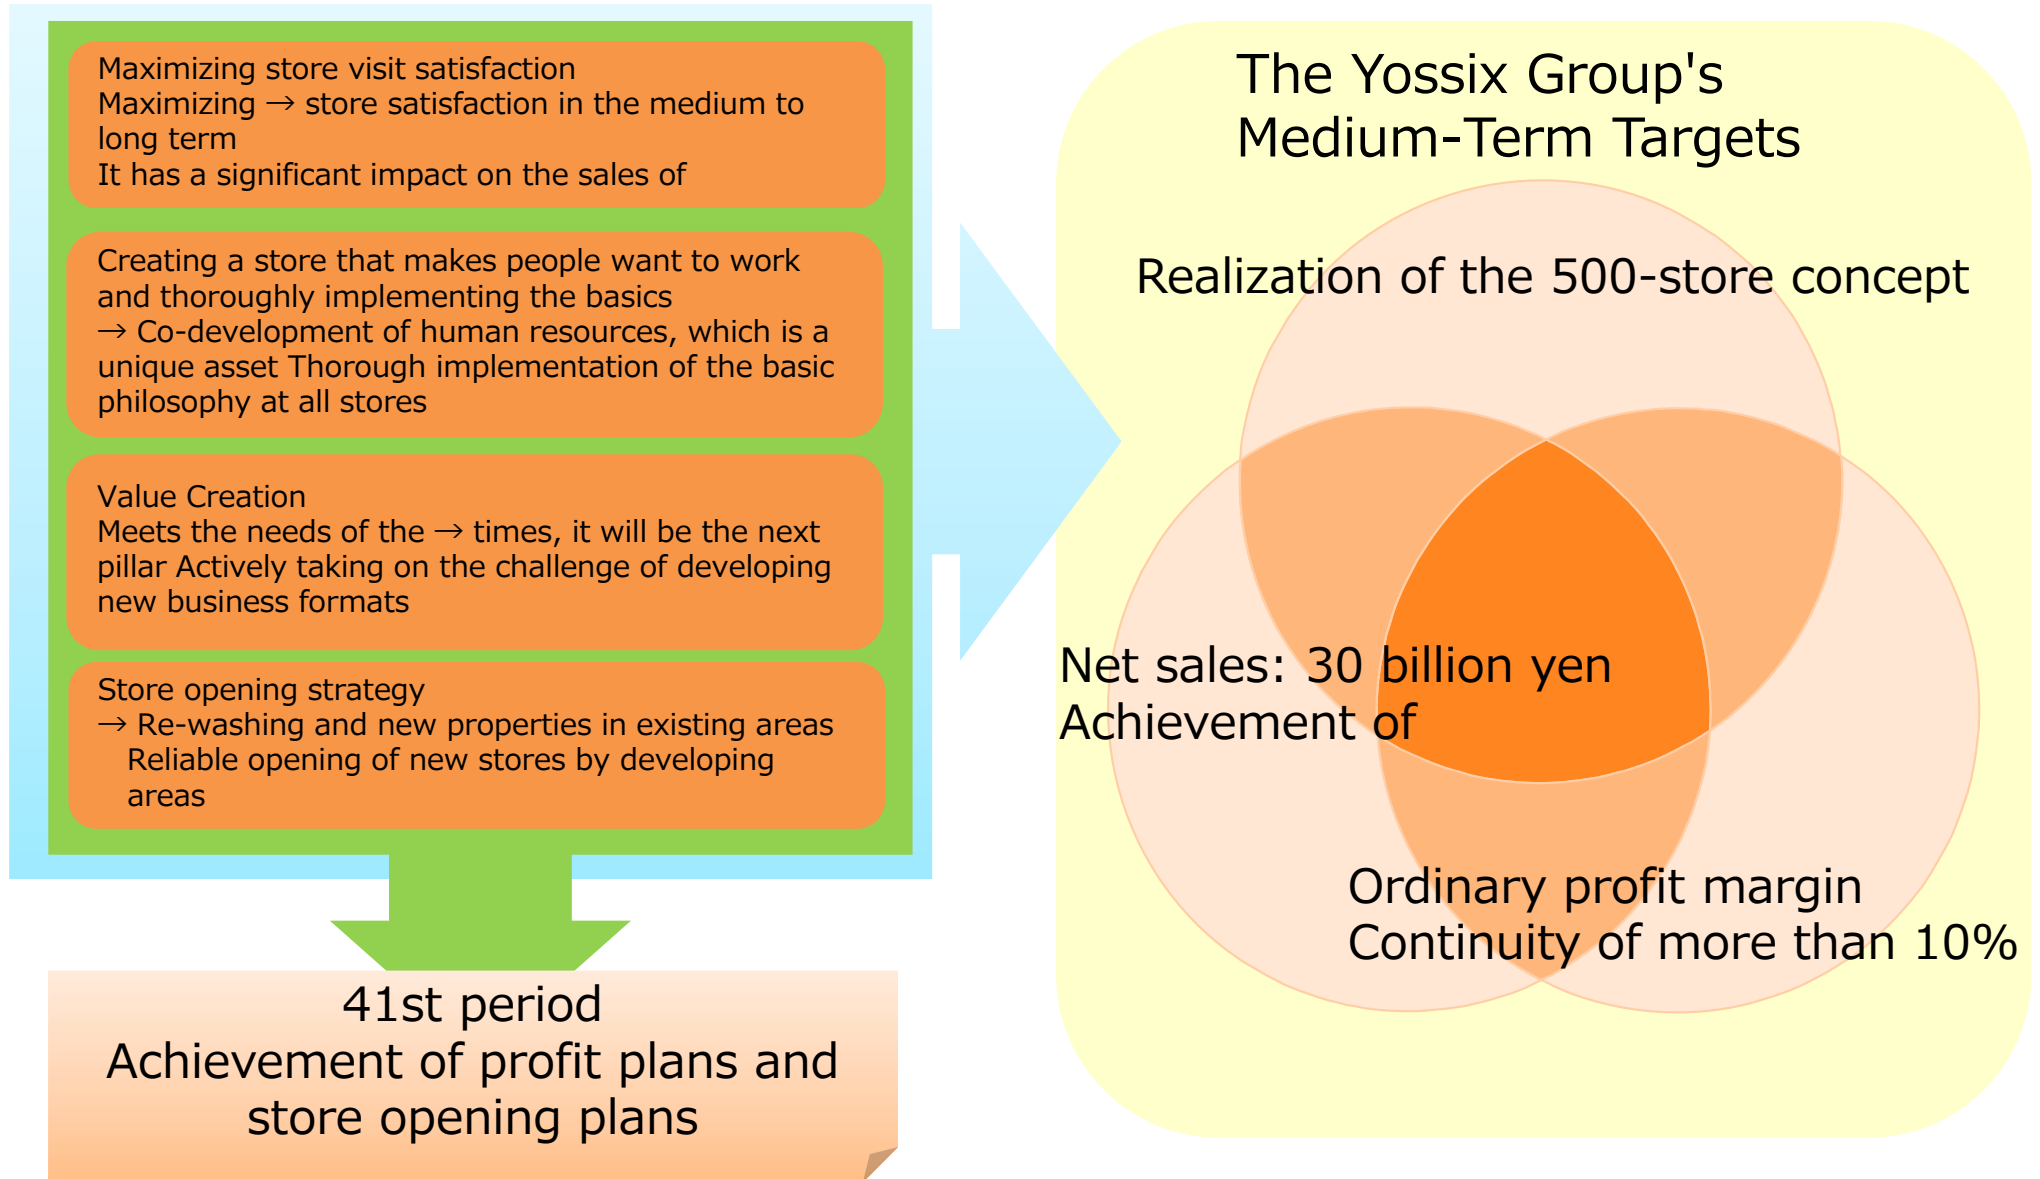 Maximizing store visit satisfaction
Maximizing → store satisfaction in the medium to
long term
It has a significant impact on the sales of
Creating a store that makes people want to work
and thoroughly implementing the basics
→ Co-development of human resources, which is a
unique asset Thorough implementation of the basic
philosophy at all stores
Value Creation
Meets the needs of the → times, it will be the next
pillar Actively taking on the challenge of developing
new business formats
Store opening strategy
→ Re-washing and new properties in existing areas
Reliable opening of new stores by developing
areas
41st period
Achievement of profit plans and
store opening plans
The Yossix Group's
Medium-Term Targets
Realization of the 500-store concept
Net sales: 30 billion yen
Achievement of
Ordinary profit margin
Continuity of more than 10%